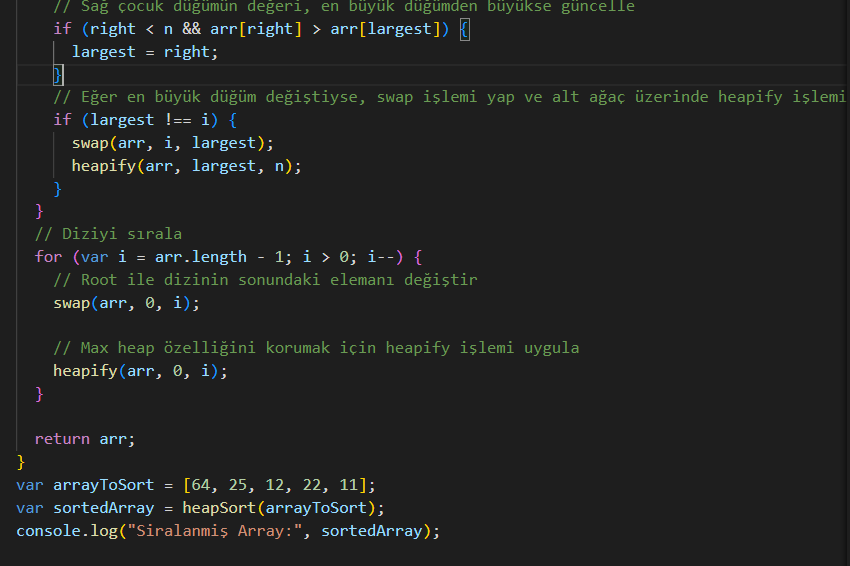 // Sağ çocuk düğümün değeri, en büyük düğümden büyükse güncelle
if (right < n && arr[right] > arr[largest]) {
largest = right;
}
// Eğer en büyük düğüm değiştiyse, swap işlemi yap ve alt ağaç üzerinde heapify işlemi
if (largest !== i) {
swap(arr, i, largest);
heapify(arr, largest, n);
}
}
// Diziyi sırala
for (var i = arr.length - 1; i > 0; i--) {
// Root ile dizinin sonundaki elemanı değiştir
swap(arr, 0, i);
// Max heap özelliğini korumak için heapify işlemi uygula
heapify(arr, 0, i);
}
return arr;
}
var arrayToSort = [64, 25, 12, 22, 11];
var sortedArray = heapSort(arrayToSort);
console.log("Siralanmiş Array:", sortedArray);